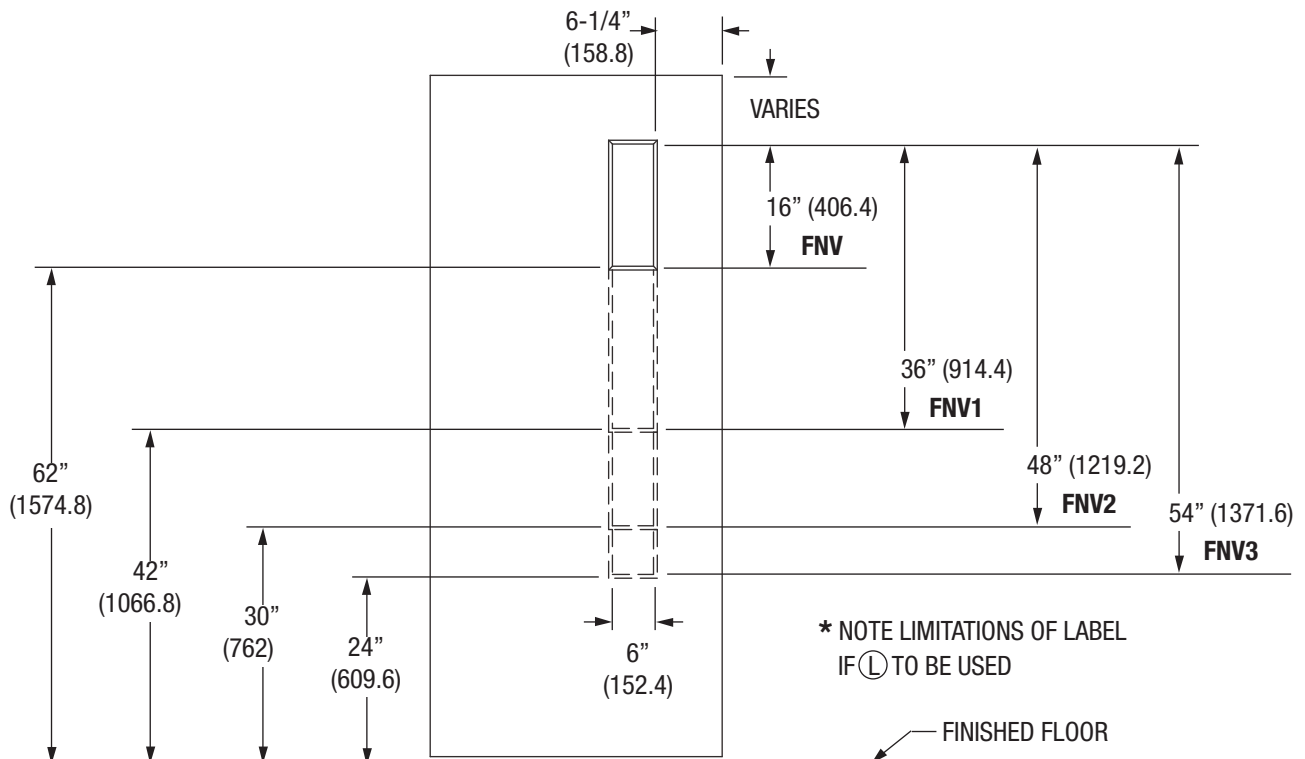 6-1/4”
(158.8)
VARIES
16” (406.4)
FNV
36” (914.4)
FNV1
48” (1219.2)
FNV2
54” (1371.6)
FNV3
62”
(1574.8)
42”
(1066.8)
30”
(762)
24”
(609.6)
6”
(152.4)
* NOTE LIMITATIONS OF LABEL
IF Ⓛ TO BE USED
FINISHED FLOOR